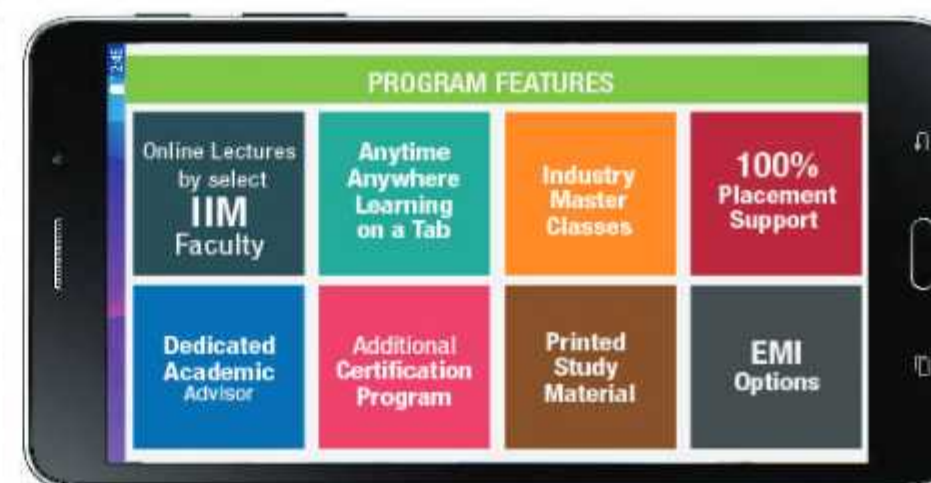 PROGRAM FEATURES
Online Lectures
by select
IIM
Faculty
Anytime
Anywhere
Learning
on a Tab
Industry
Master
Classes
100%
Placement
Support
Dedicated
Academic
Advisor
Additional
Certification
Program
Printed
Study
Material
EMI
Options